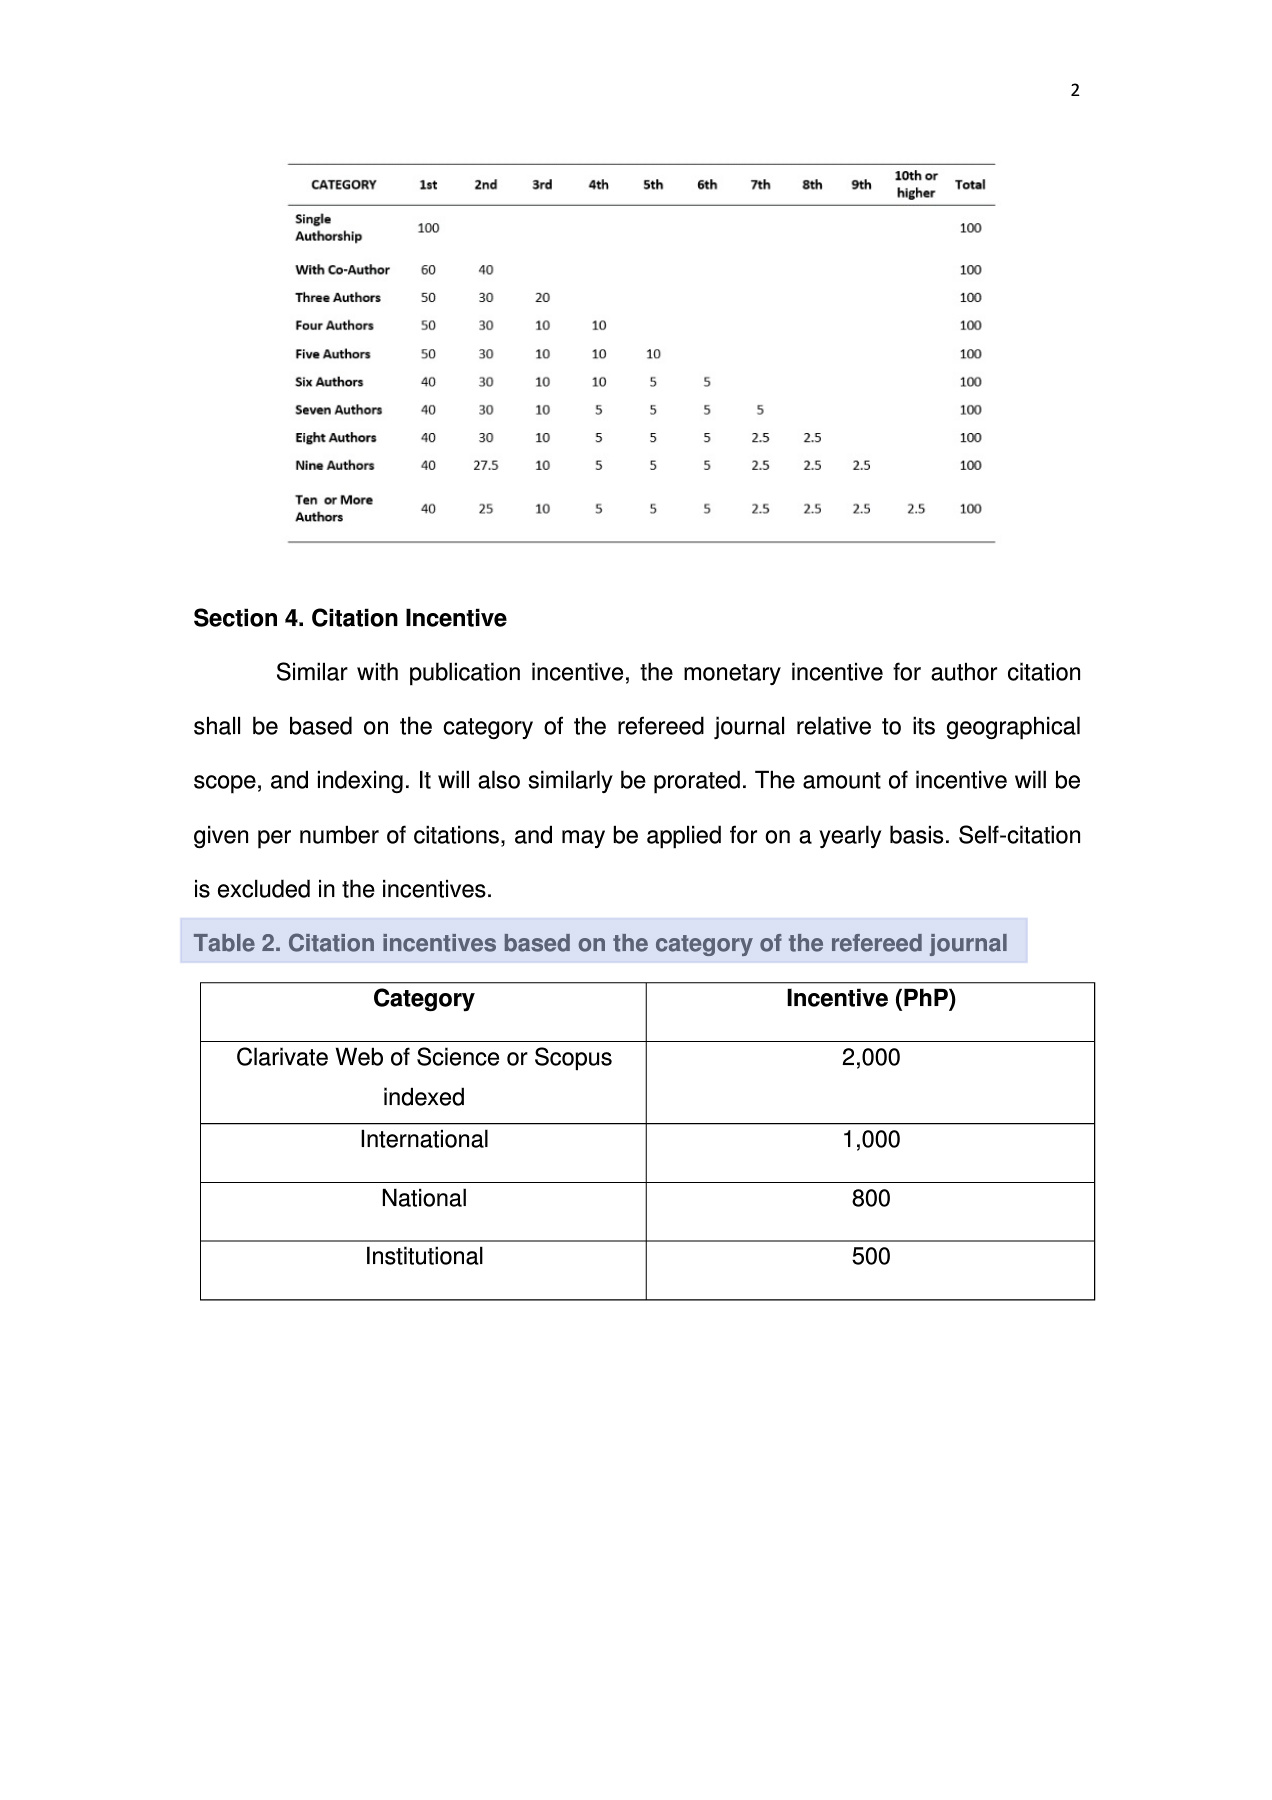 2
CATEGORY 1st 2nd 3rd 4th 5th 6th 7th 8th 9th 10th or higher Total
Single Authorship 100 100
With Co-Author 60 40 100
Three Authors 50 30 20 100
Four Authors 50 30 10 10 100
Five Authors 50 30 10 10 10 100
Six Authors 40 30 10 10 5 5 100
Seven Authors 40 30 10 5 5 5 5 100
Eight Authors 40 30 10 5 5 5 2.5 2.5 100
Nine Authors 40 27.5 10 5 5 5 2.5 2.5 2.5 100
Ten or More Authors 40 25 10 5 5 5 2.5 2.5 2.5 2.5 100
Section 4. Citation Incentive
Similar with publication incentive, the monetary incentive for author citation
shall be based on the category of the refereed journal relative to its geographical
scope, and indexing. It will also similarly be prorated. The amount of incentive will be
given per number of citations, and may be applied for on a yearly basis. Self-citation
is excluded in the incentives.
Table 2. Citation incentives based on the category of the refereed journal
Category Incentive (PhP)
Clarivate Web of Science or Scopus 2,000
indexed
International 1,000
National 800
Institutional 500